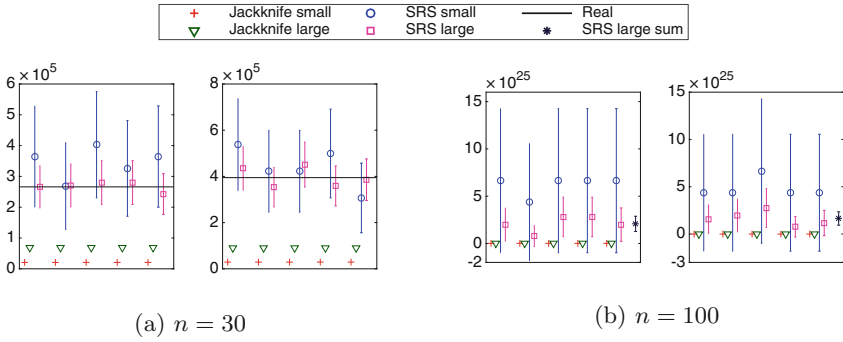 Jackknife small SRS small Real
Jackknife large SRS large SRS large sum
× 10^5 × 10^5 × 10^25 × 10^25
6 8 15 15
5
6 10 10
4
3 4 5 5
2
2 0 0
1
0 0 -2 -3
(a) n = 30 (b) n = 100